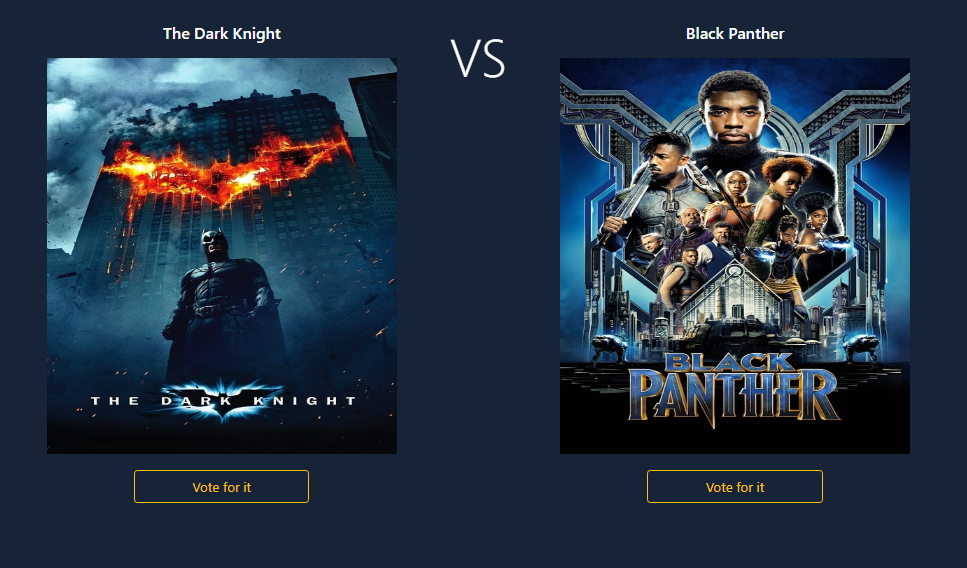 The Dark Knight
VS
Black Panther
THE DARK KNIGHT
BLACK
PANTHER
Vote for it
Vote for it